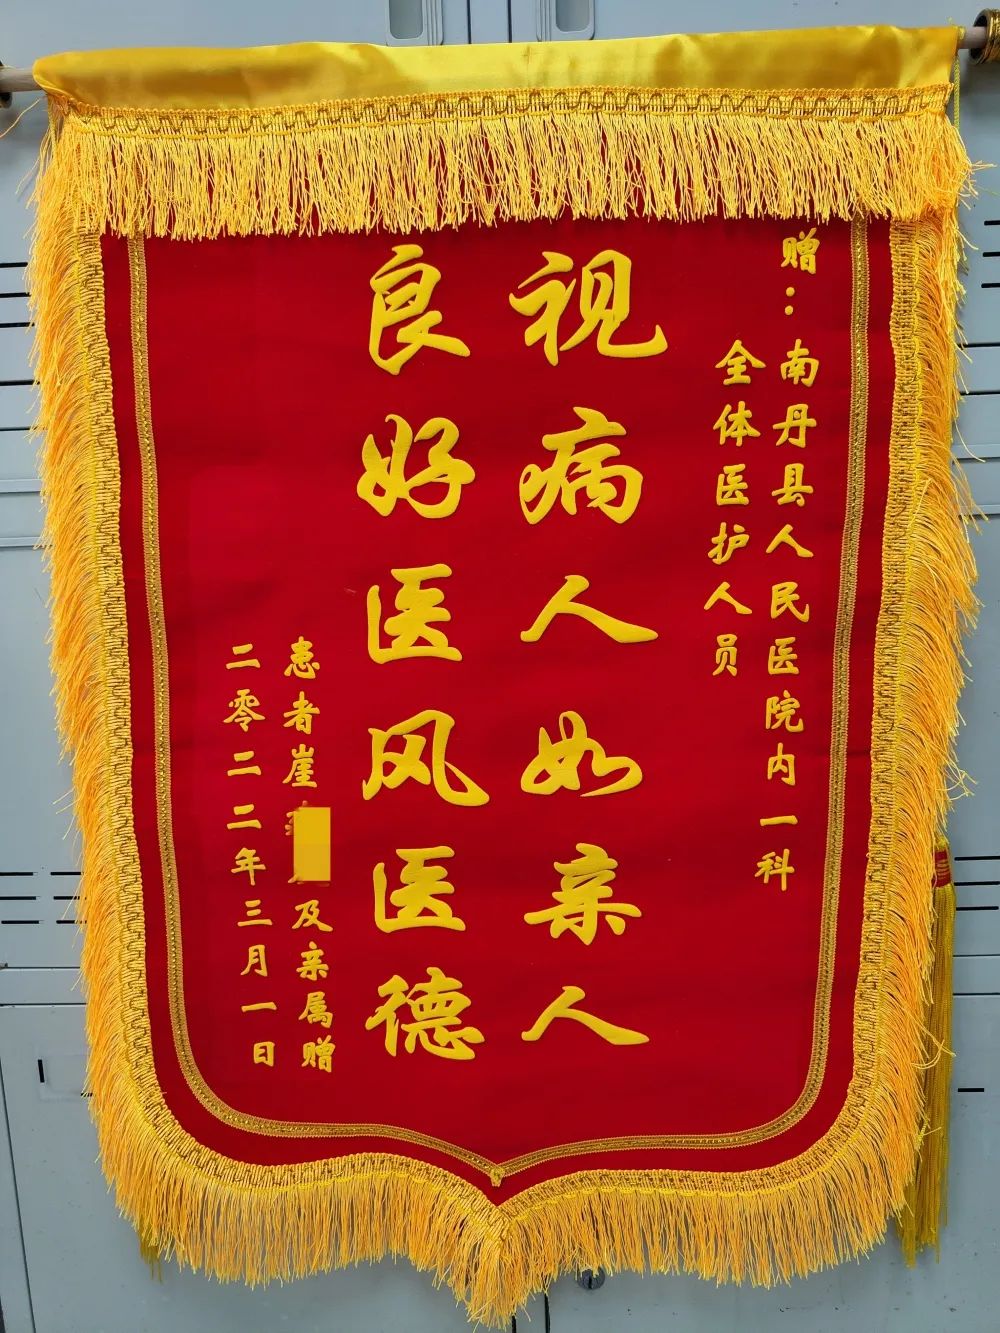 赠：南丹县人民医院内一科
全体医护人员
视病人如亲人
良好医风医德
患者崖 及亲属赠
二零二二年三月一日